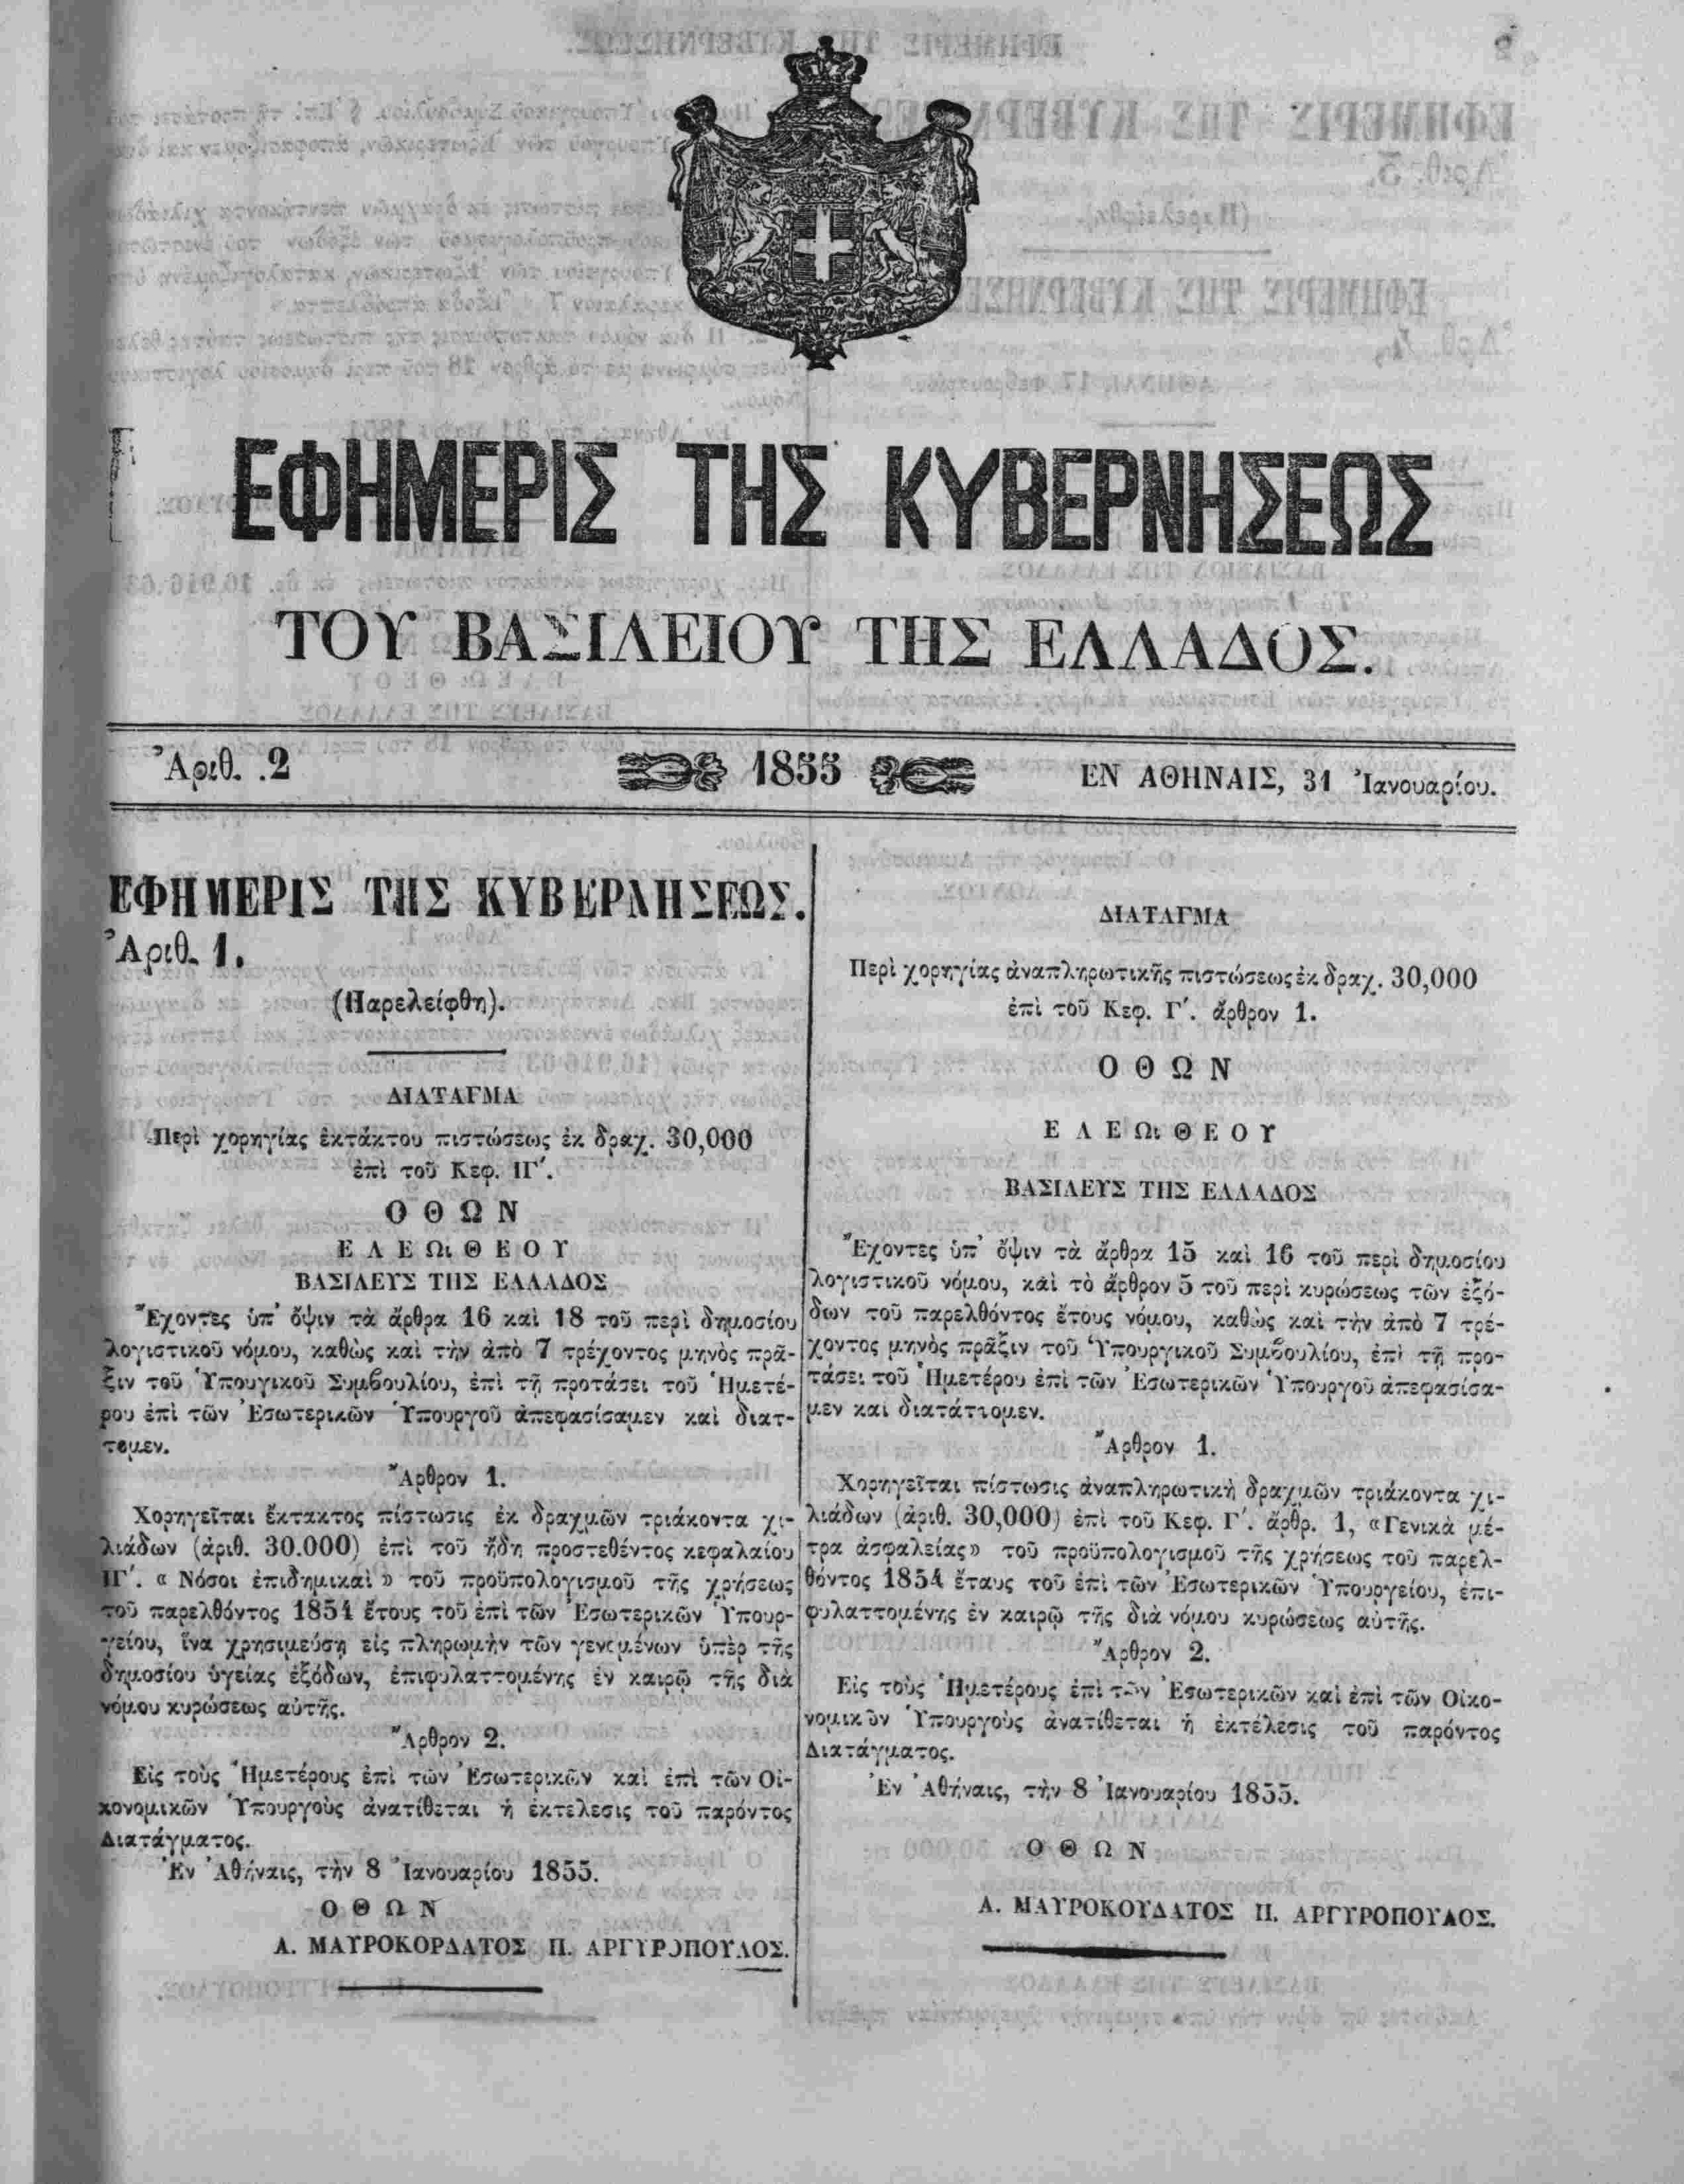 ΕΦΗΜΕΡΙΣ ΤΗΣ ΚΥΒΕΡΝΗΣΕΩΣ
ΤΟΥ ΒΑΣΙΛΕΙΟΥ ΤΗΣ ΕΛΛΑΔΟΣ.
Ἀριθ. .2
1855
ΕΝ ΑΘΗΝΑΙΣ, 31 Ἰανουαρίου.
ΕΦΗΜΕΡΙΣ ΤΗΣ ΚΥΒΕΡΝΗΣΕΩΣ.
Ἀριθ. 1.
(Παρελείφθη).
ΔΙΑΤΑΓΜΑ
Περὶ χορηγίας ἐκτάκτου πιστώσεως ἐκ δραχ. 30,000
ἐπὶ τοῦ Κεφ. ΙΓ΄.
ΟΘΩΝ
ΕΛΕΩι ΘΕΟΥ
ΒΑΣΙΛΕΥΣ ΤΗΣ ΕΛΛΑΔΟΣ
Ἔχοντες ὑπ' ὄψιν τὰ ἄρθρα 16 καὶ 18 τοῦ περὶ δημοσίου
λογιστικοῦ νόμου, καθὼς καὶ τὴν ἀπὸ 7 τρέχοντος μηνὸς πρᾶ-
ξιν τοῦ Ὑπουγικοῦ Συμβουλίου, ἐπὶ τῇ προτάσει τοῦ Ἡμετέ-
ρου ἐπὶ τῶν Ἐσωτερικῶν Ὑπουργοῦ ἀπεφασίσαμεν καὶ διατ-
τομεν.
Ἄρθρον 1.
Χορηγεῖται ἔκτακτος πίστωσις ἐκ δραχμῶν τριάκοντα χι-
λιάδων (ἀριθ. 30.000) ἐπὶ τοῦ ἤδη προστεθέντος κεφαλαίου
ΙΓ΄. « Νόσοι ἐπιδημικαὶ » τοῦ προϋπολογισμοῦ τῆς χρήσεως
τοῦ παρελθόντος 1854 ἔτους τοῦ ἐπὶ τῶν Ἐσωτερικῶν Ὑπουρ-
γείου, ἵνα χρησιμεύσῃ εἰς πληρωμὴν τῶν γενομένων ὑπὲρ τῆς
δημοσίου ὑγείας ἐξόδων, ἐπιφυλαττομένης ἐν καιρῷ τῆς διὰ
νόμου κυρώσεως αὐτῆς.
Ἄρθρον 2.
Εἰς τοὺς Ἡμετέρους ἐπὶ τῶν Ἐσωτερικῶν καὶ ἐπὶ τῶν Οἰ-
κονομικῶν Ὑπουργοὺς ἀνατίθεται ἡ ἐκτέλεσις τοῦ παρόντος
Διατάγματος.
Ἐν Ἀθήναις, τὴν 8 Ἰανουαρίου 1855.
ΟΘΩΝ
Α. ΜΑΥΡΟΚΟΡΔΑΤΟΣ Π. ΑΡΓΥΡΟΠΟΥΛΟΣ.
ΔΙΑΤΑΓΜΑ
Περὶ χορηγίας ἀναπληρωτικῆς πιστώσεως ἐκ δραχ. 30,000
ἐπὶ τοῦ Κεφ. Γ΄. ἄρθρον 1.
ΟΘΩΝ
ΕΛΕΩι ΘΕΟΥ
ΒΑΣΙΛΕΥΣ ΤΗΣ ΕΛΛΑΔΟΣ
Ἔχοντες ὑπ' ὄψιν τὰ ἄρθρα 15 καὶ 16 τοῦ περὶ δημοσίου
λογιστικοῦ νόμου, καὶ τὸ ἄρθρον 5 τοῦ περὶ κυρώσεως τῶν ἐξό-
δων τοῦ παρελθόντος ἔτους νόμου, καθὼς καὶ τὴν ἀπὸ 7 τρέ-
χοντος μηνὸς πρᾶξιν τοῦ Ὑπουργικοῦ Συμβουλίου, ἐπὶ τῇ προ-
τάσει τοῦ Ἡμετέρου ἐπὶ τῶν Ἐσωτερικῶν Ὑπουργοῦ ἀπεφασίσα-
μεν καὶ διατάττομεν.
Ἄρθρον 1.
Χορηγεῖται πίστωσις ἀναπληρωτικὴ δραχμῶν τριάκοντα χι-
λιάδων (ἀριθ. 30,000) ἐπὶ τοῦ Κεφ. Γ΄. ἄρθρ. 1, «Γενικὰ μέ-
τρα ἀσφαλείας» τοῦ προϋπολογισμοῦ τῆς χρήσεως τοῦ παρελ-
θόντος 1854 ἔτους τοῦ ἐπὶ τῶν Ἐσωτερικῶν Ὑπουργείου, ἐπι-
φυλαττομένης ἐν καιρῷ τῆς διὰ νόμου κυρώσεως αὐτῆς.
Ἄρθρον 2.
Εἰς τοὺς Ἡμετέρους ἐπὶ τῶν Ἐσωτερικῶν καὶ ἐπὶ τῶν Οἰκο-
νομικῶν Ὑπουργοὺς ἀνατίθεται ἡ ἐκτέλεσις τοῦ παρόντος
Διατάγματος.
Ἐν Ἀθήναις, τὴν 8 Ἰανουαρίου 1855.
ΟΘΩΝ
Α. ΜΑΥΡΟΚΟΥΔΑΤΟΣ Π. ΑΡΓΥΡΟΠΟΥΛΟΣ.